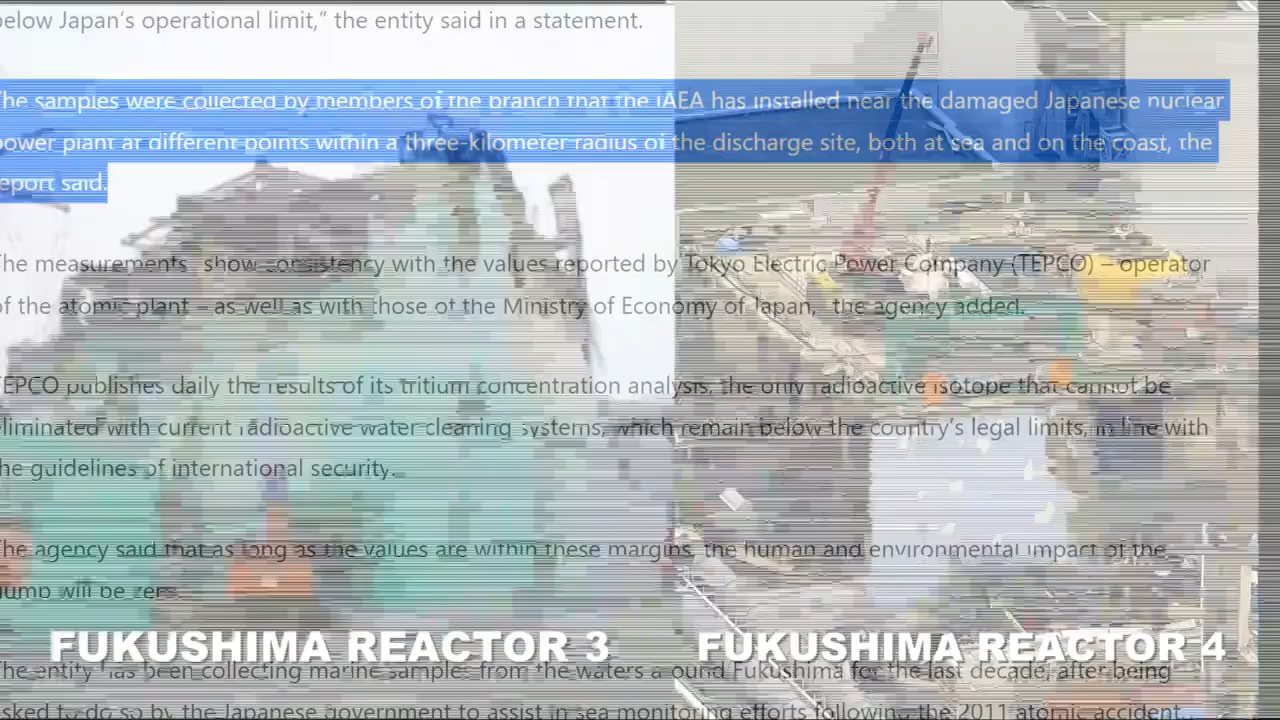 below Japan's operational limit," the entity said in a statement.
The samples were collected by members of the branch that the IAEA has installed near the damaged Japanese nuclear
power plant at different points within a three-kilometer radius of the discharge site, both at sea and on the coast, the
report said.
The measurements "show consistency with the values reported by Tokyo Electric Power Company (TEPCO) – operator
of the atomic plant – as well as with those of the Ministry of Economy of Japan," the agency added.
TEPCO publishes daily the results of its tritium concentration analysis, the only radioactive isotope that cannot be
eliminated with current radioactive water cleaning systems, which remain below the country's legal limits, in line with
the guidelines of international security.
The agency said that as long as the values are within these margins, the human and environmental impact of the
dump will be zero.
FUKUSHIMA REACTOR 3 FUKUSHIMA REACTOR 4
The entity has been collecting marine samples from the waters around Fukushima for the last decade, after being
asked to do so by the Japanese government to assist in sea monitoring efforts following the 2011 atomic accident.